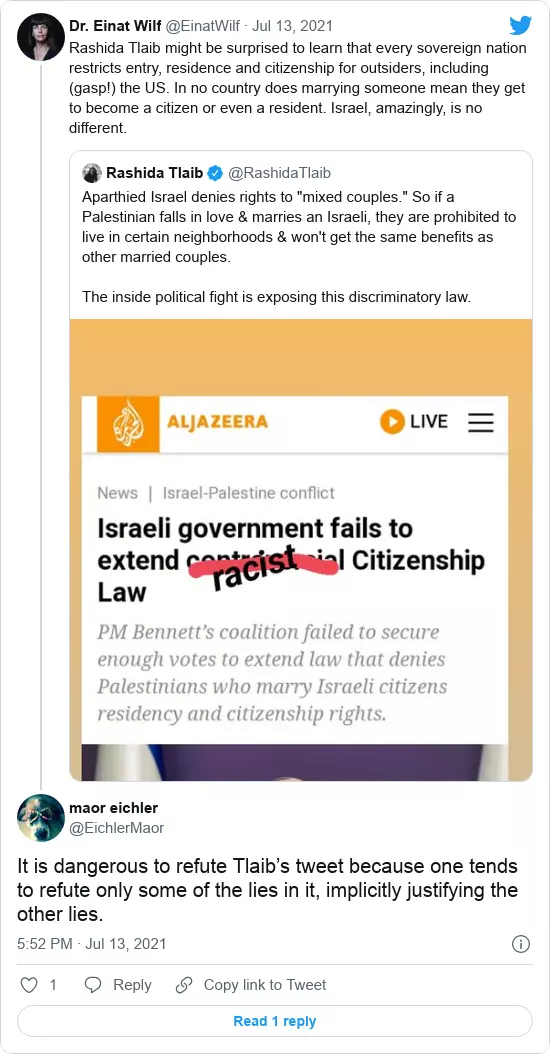 Dr. Einat Wilf @EinatWilf · Jul 13, 2021
Rashida Tlaib might be surprised to learn that every sovereign nation
restricts entry, residence and citizenship for outsiders, including
(gasp!) the US. In no country does marrying someone mean they get
to become a citizen or even a resident. Israel, amazingly, is no
different.
Rashida Tlaib @RashidaTlaib
Aparthied Israel denies rights to "mixed couples." So if a
Palestinian falls in love & marries an Israeli, they are prohibited to
live in certain neighborhoods & won't get the same benefits as
other married couples.
The inside political fight is exposing this discriminatory law.
ALJAZEERA LIVE
News | Israel-Palestine conflict
Israeli government fails to
extend racist Citizenship
Law
PM Bennett's coalition failed to secure
enough votes to extend law that denies
Palestinians who marry Israeli citizens
residency and citizenship rights.
maor eichler
@EichlerMaor
It is dangerous to refute Tlaib's tweet because one tends
to refute only some of the lies in it, implicitly justifying the
other lies.
5:52 PM · Jul 13, 2021
1 Reply Copy link to Tweet
Read 1 reply